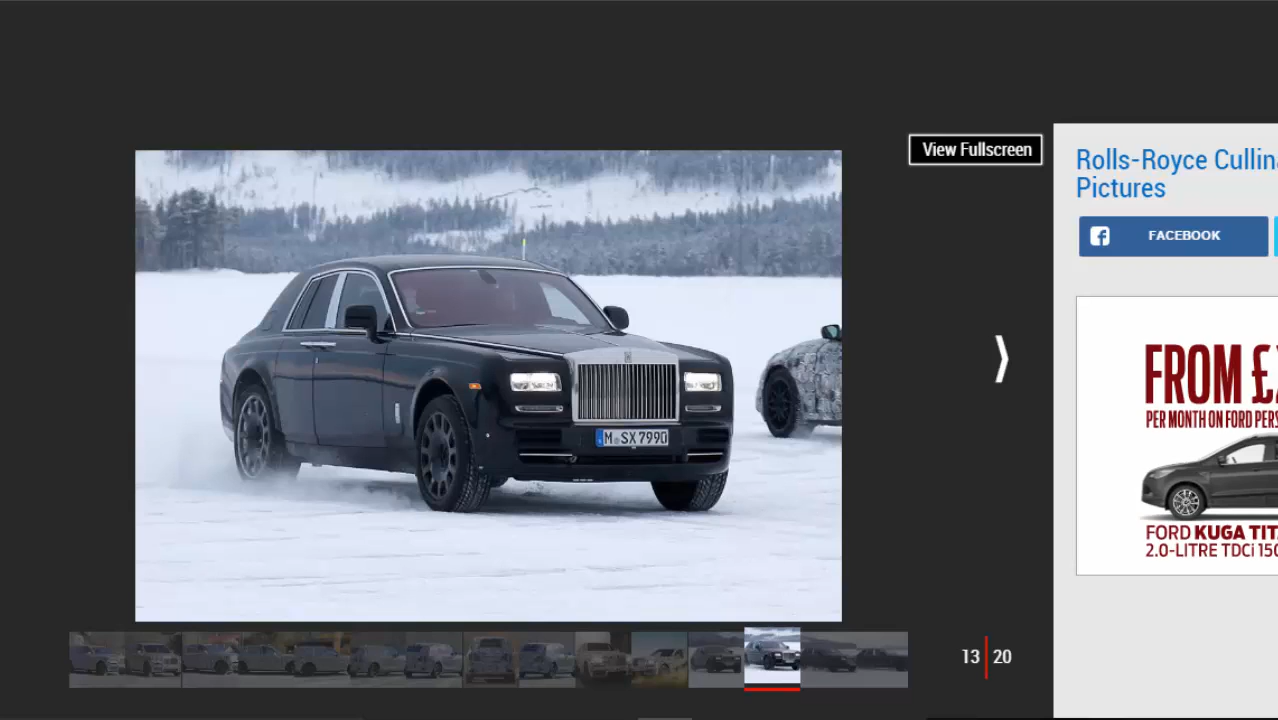 View Fullscreen
Rolls-Royce Cullina
Pictures
FACEBOOK
M SX 7990
FROM £
PER MONTH ON FORD PERS
FORD KUGA TIT
2.0-LITRE TDCi 150
13 | 20